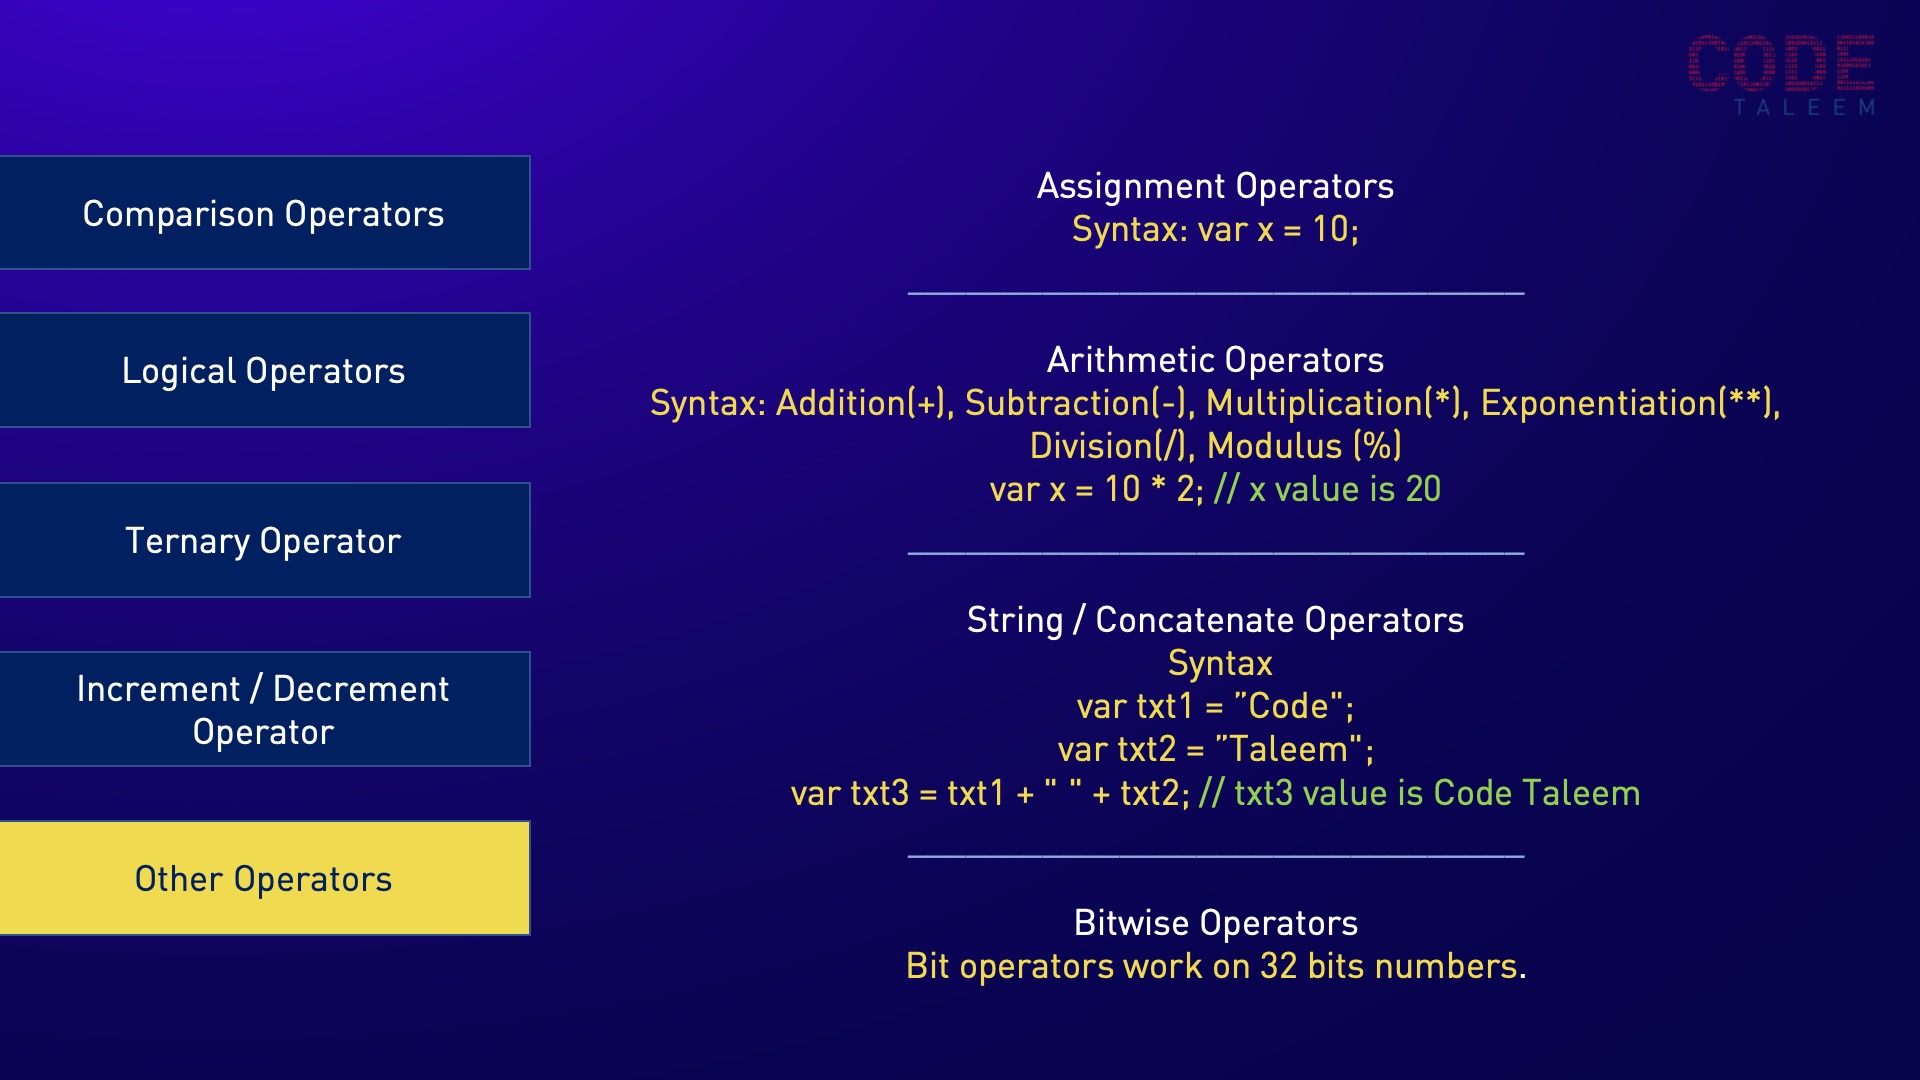 CODE
TALEEM
Comparison Operators
Logical Operators
Ternary Operator
Increment / Decrement
Operator
Other Operators
Assignment Operators
Syntax: var x = 10;
Arithmetic Operators
Syntax: Addition(+), Subtraction(-), Multiplication(*), Exponentiation(**),
Division(/), Modulus (%)
var x = 10 * 2; // x value is 20
String / Concatenate Operators
Syntax
var txt1 = ”Code";
var txt2 = ”Taleem";
var txt3 = txt1 + " " + txt2; // txt3 value is Code Taleem
Bitwise Operators
Bit operators work on 32 bits numbers.